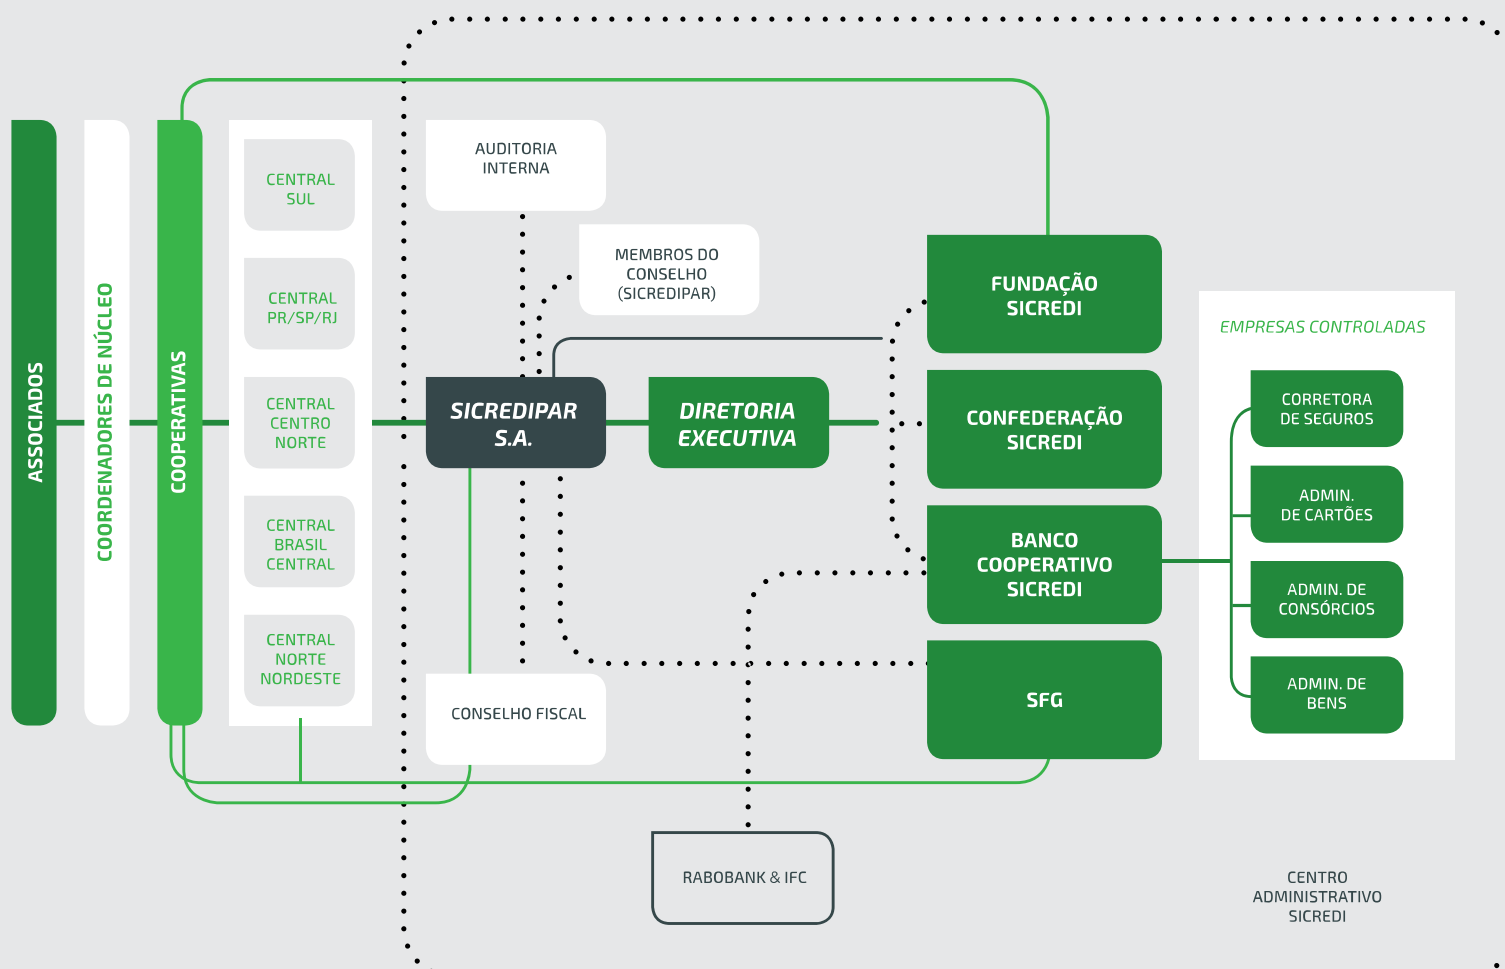 ASSOCIADOS
COORDENADORES DE NÚCLEO
COOPERATIVAS
CENTRAL
SUL
CENTRAL
PR/SP/RJ
CENTRAL
CENTRO
NORTE
CENTRAL
BRASIL
CENTRAL
CENTRAL
NORTE
NORDESTE
AUDITORIA
INTERNA
MEMBROS DO
CONSELHO
(SICREDIPAR)
SICREDIPAR
S.A.
DIRETORIA
EXECUTIVA
CONSELHO FISCAL
RABOBANK & IFC
FUNDAÇÃO
SICREDI
CONFEDERAÇÃO
SICREDI
BANCO
COOPERATIVO
SICREDI
SFG
EMPRESAS CONTROLADAS
CORRETORA
DE SEGUROS
ADMIN.
DE CARTÕES
ADMIN. DE
CONSÓRCIOS
ADMIN. DE
BENS
CENTRO
ADMINISTRATIVO
SICREDI